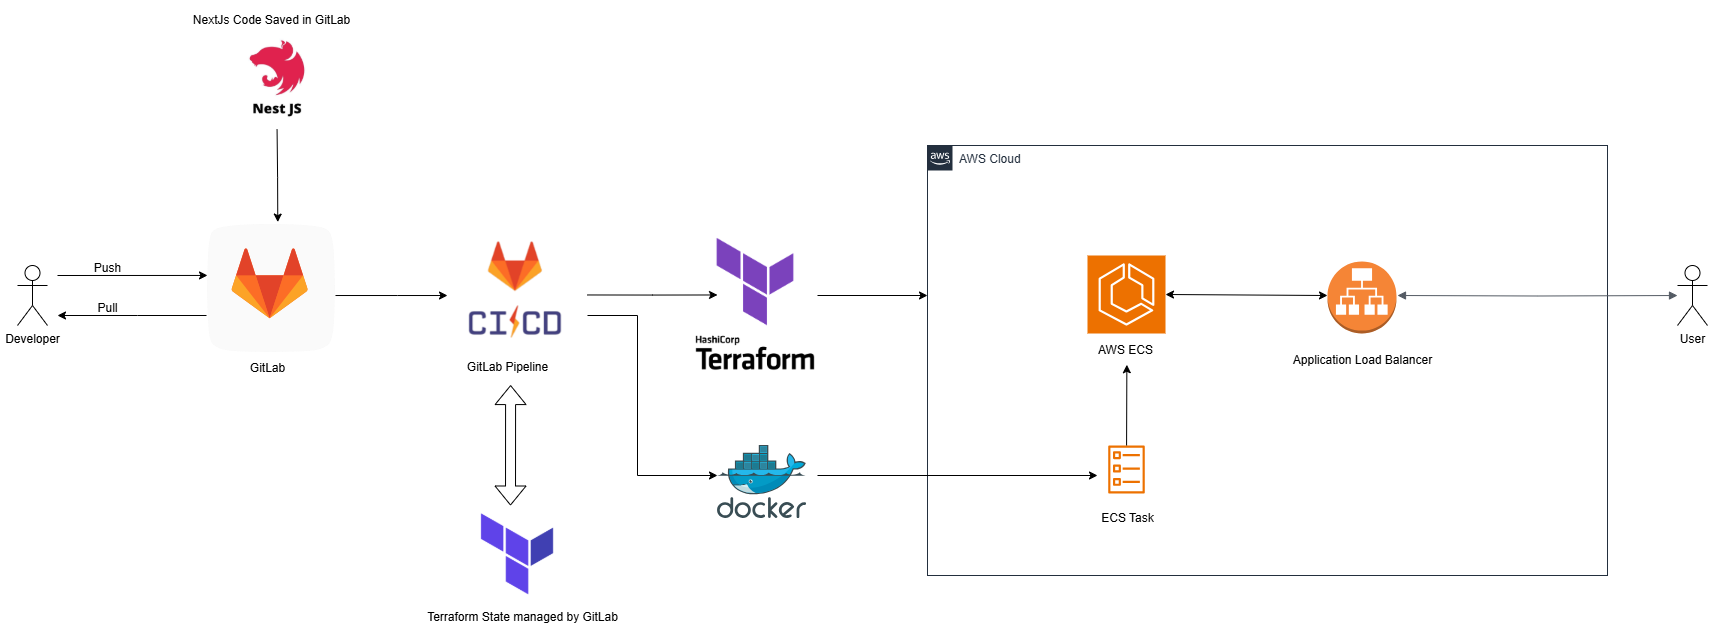 NextJs Code Saved in GitLab
Nest JS
aws
AWS Cloud
Push
Pull
Developer
GitLab
CI CD
GitLab Pipeline
HashiCorp
Terraform
AWS ECS
Application Load Balancer
User
docker
ECS Task
Terraform State managed by GitLab